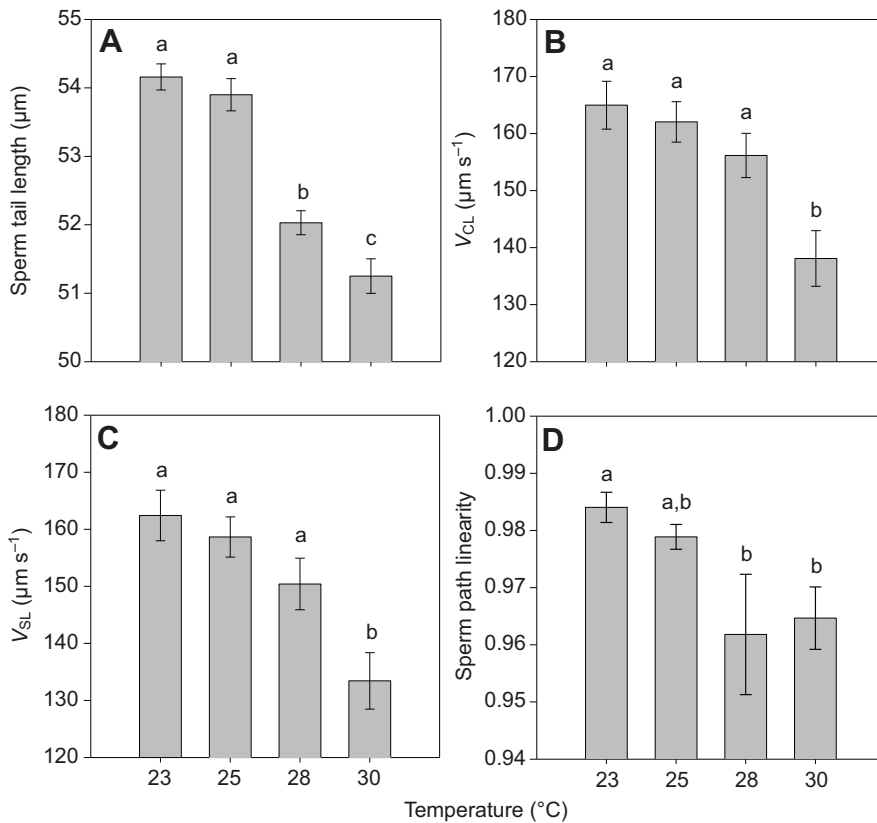 A
Sperm tail length (µm)
55
54
53
52
51
50
a
a
b
c
B
V_CL (µm s⁻¹)
180
170
160
150
140
130
120
a
a
a
b
C
V_SL (µm s⁻¹)
180
170
160
150
140
130
120
a
a
a
b
23
25
28
30
D
Sperm path linearity
1.00
0.99
0.98
0.97
0.96
0.95
0.94
a
a,b
b
b
23
25
28
30
Temperature (°C)